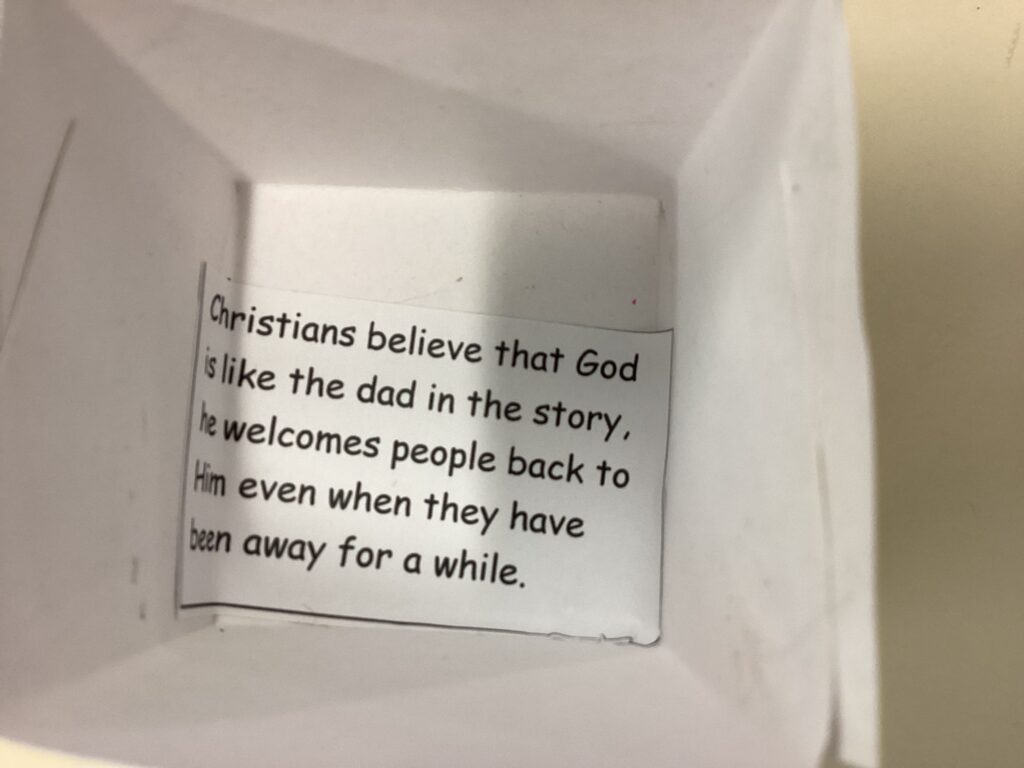 Christians believe that God
is like the dad in the story,
he welcomes people back to
Him even when they have
been away for a while.